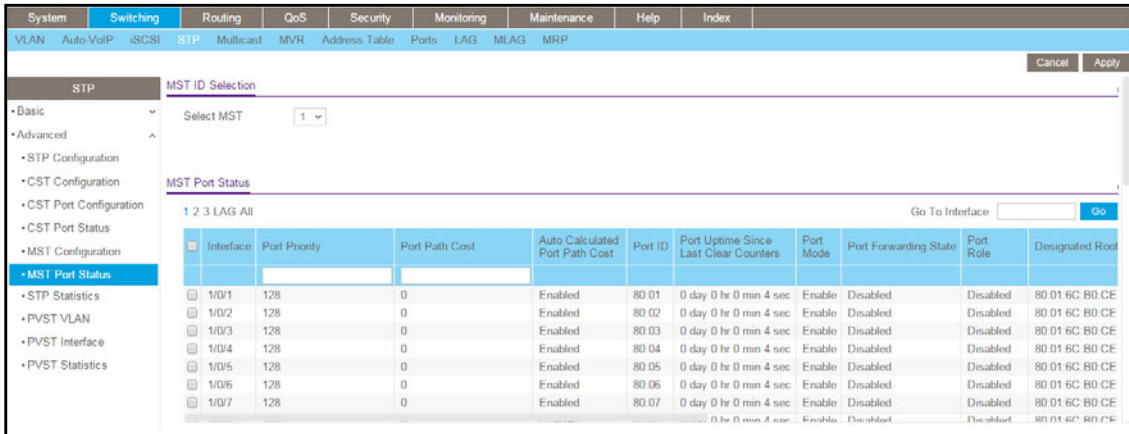 System Switching Routing QoS Security Monitoring Maintenance Help Index
VLAN Auto-VoIP iSCSI STP Multicast MVR Address Table Ports LAG MLAG MRP
Cancel Apply
STP
Basic
Advanced
STP Configuration
CST Configuration
CST Port Configuration
CST Port Status
MST Configuration
MST Port Status
STP Statistics
PVST VLAN
PVST Interface
PVST Statistics
MST ID Selection
Select MST 1
MST Port Status
1 2 3 LAG All Go To Interface Go
Interface Port Priority Port Path Cost Auto Calculated Port Path Cost Port ID Port Uptime Since Last Clear Counters Port Mode Port Forwarding State Port Role Designated Root
1/0/1 128 0 Enabled 80:01 0 day 0 hr 0 min 4 sec Enable Disabled Disabled 80:01:6C:B0:CE
1/0/2 128 0 Enabled 80:02 0 day 0 hr 0 min 4 sec Enable Disabled Disabled 80:01:6C:B0:CE
1/0/3 128 0 Enabled 80:03 0 day 0 hr 0 min 4 sec Enable Disabled Disabled 80:01:6C:B0:CE
1/0/4 128 0 Enabled 80:04 0 day 0 hr 0 min 4 sec Enable Disabled Disabled 80:01:6C:B0:CE
1/0/5 128 0 Enabled 80:05 0 day 0 hr 0 min 4 sec Enable Disabled Disabled 80:01:6C:B0:CE
1/0/6 128 0 Enabled 80:06 0 day 0 hr 0 min 4 sec Enable Disabled Disabled 80:01:6C:B0:CE
1/0/7 128 0 Enabled 80:07 0 day 0 hr 0 min 4 sec Enable Disabled Disabled 80:01:6C:B0:CE